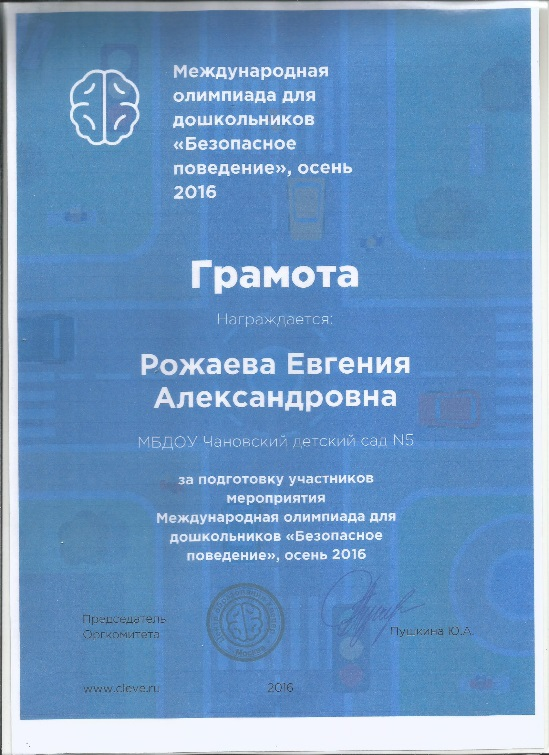 Международная
олимпиада для
дошкольников
«Безопасное
поведение», осень
2016
Грамота
Награждается:
Рожаева Евгения
Александровна
МБДОУ Чановский детский сад N5
за подготовку участников
мероприятия
Международная олимпиада для
дошкольников «Безопасное
поведение», осень 2016
Председатель
Оргкомитета
Пушкина Ю.А.
www.cleve.ru
2016